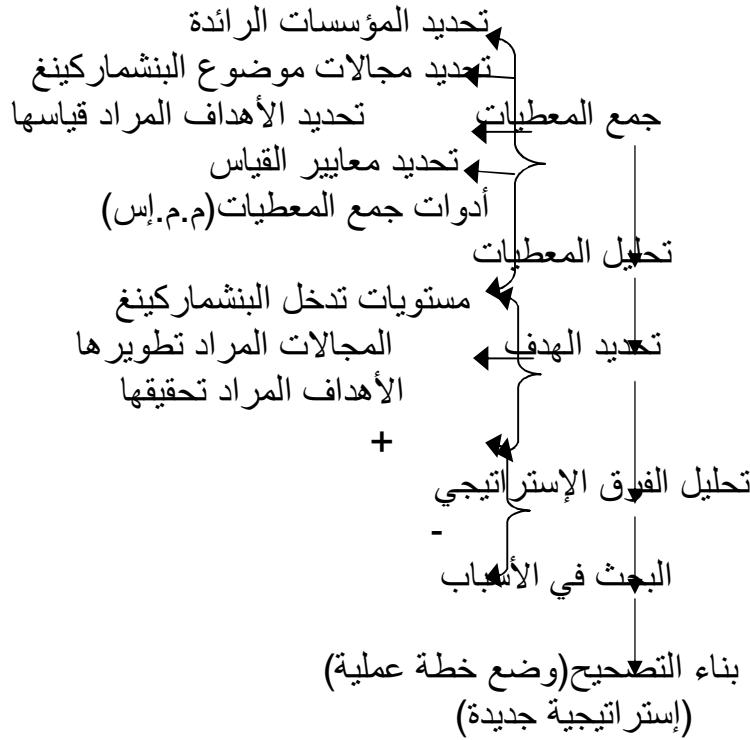 تحديد المؤسسات الرائدة
تحديد مجالات موضوع البنشماركينغ
جمع المعطيات تحديد الأهداف المراد قياسها
تحديد معايير القياس
أدوات جمع المعطيات(م.م.إس)
تحليل المعطيات
مستويات تدخل البنشماركينغ
تحديد الهدف المجالات المراد تطويرها
الأهداف المراد تحقيقها
+
تحليل الفرق الإستراتيجي
-
البحث في الأسباب
بناء التصحيح(وضع خطة عملية)
(إستراتيجية جديدة)